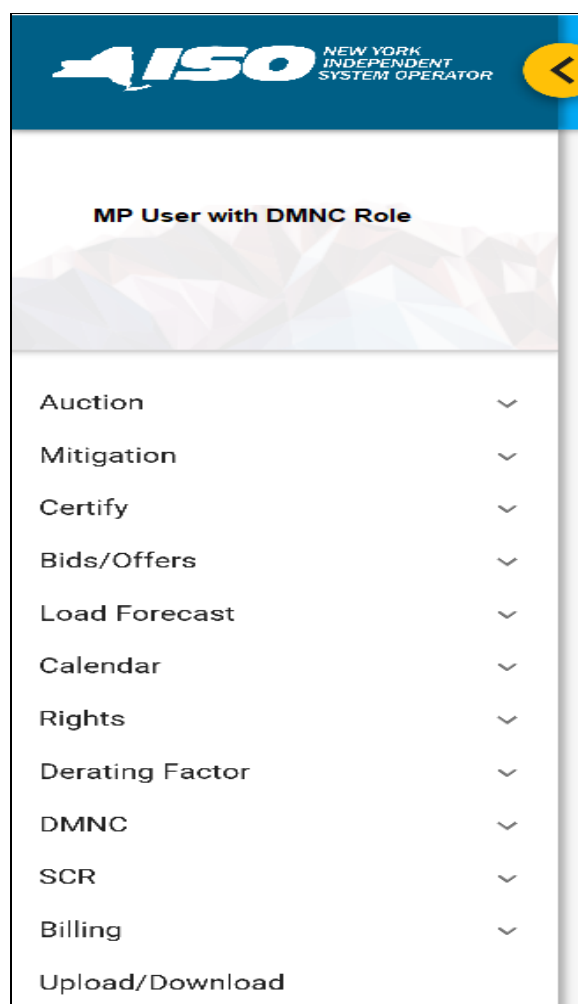 ISO
NEW YORK
INDEPENDENT
SYSTEM OPERATOR
MP User with DMNC Role
Auction
Mitigation
Certify
Bids/Offers
Load Forecast
Calendar
Rights
Derating Factor
DMNC
SCR
Billing
Upload/Download